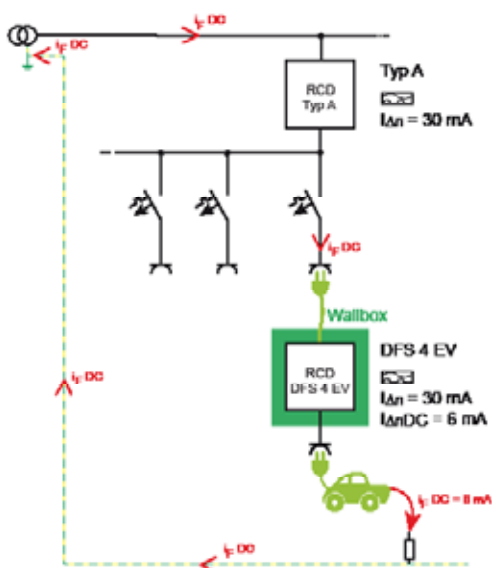 iF DC
iF DC
RCD
Typ A
Typ A
IΔn = 30 mA
iF DC
Wallbox
RCD
DFS 4 EV
DFS 4 EV
IΔn = 30 mA
IΔnDC = 6 mA
iF DC
iF DC = 8 mA
iF DC